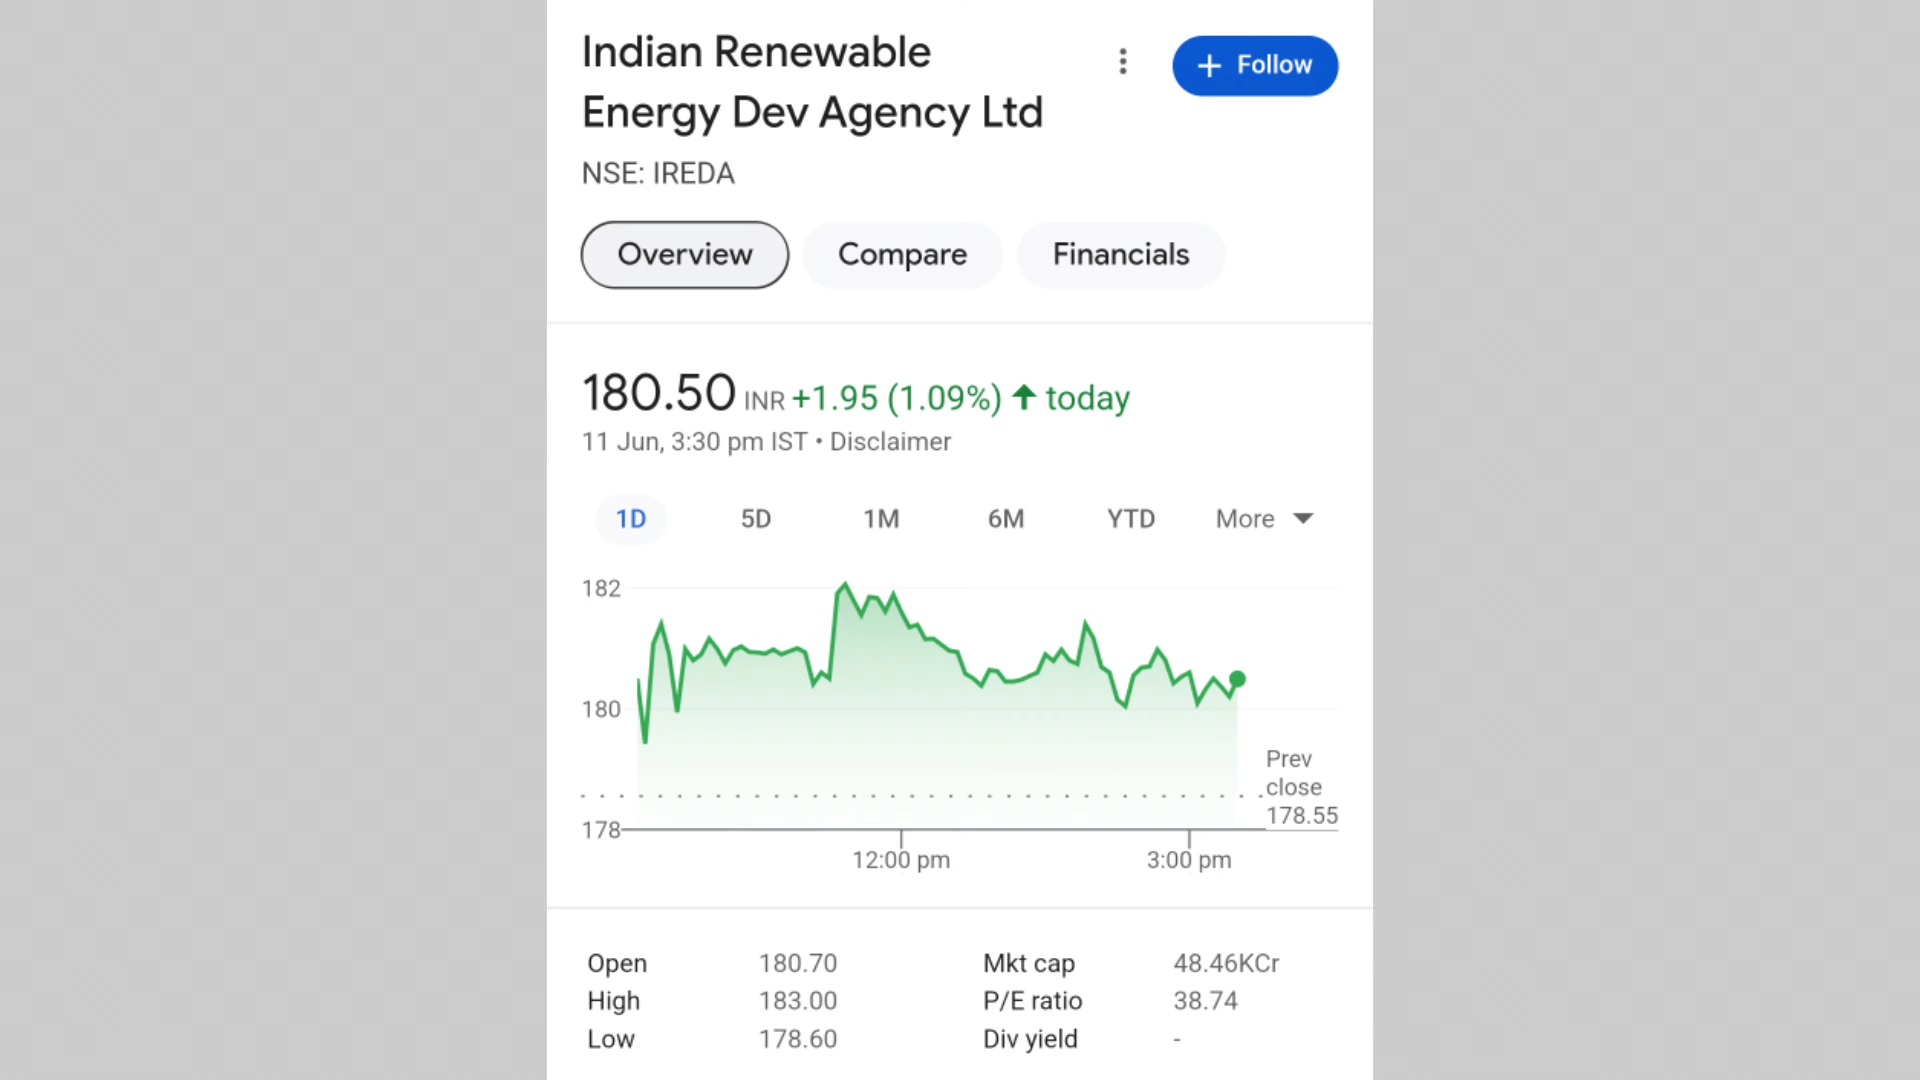 Indian Renewable
Energy Dev Agency Ltd
+ Follow
NSE: IREDA
Overview Compare Financials
180.50 INR +1.95 (1.09%) ↑ today
11 Jun, 3:30 pm IST • Disclaimer
1D 5D 1M 6M YTD More
182
180
Prev
close
178.55
178
12:00 pm 3:00 pm
Open 180.70 Mkt cap 48.46KCr
High 183.00 P/E ratio 38.74
Low 178.60 Div yield -